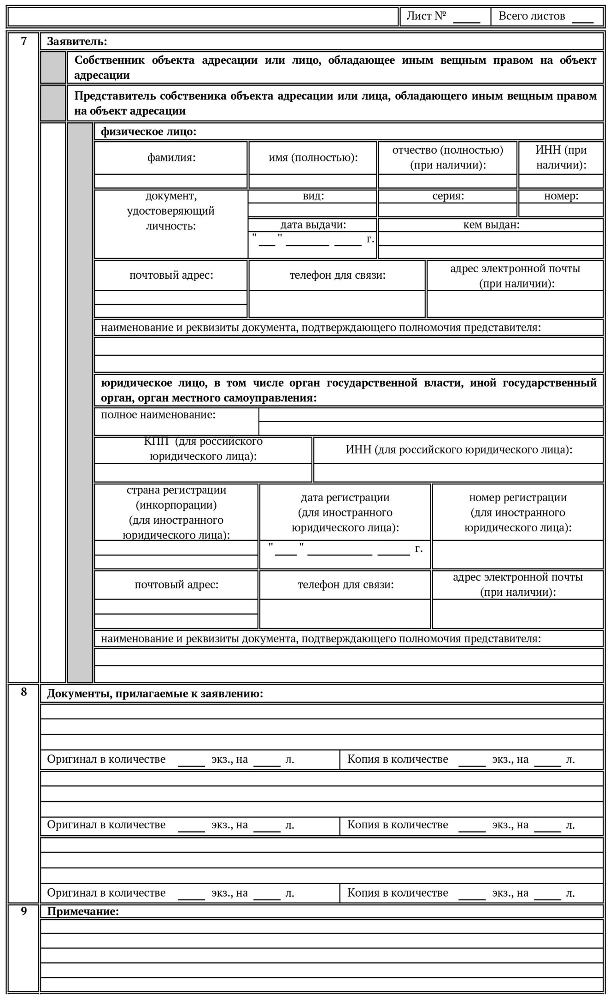 Лист № ____ Всего листов ____
7 Заявитель:
Собственник объекта адресации или лицо, обладающее иным вещным правом на объект
адресации
Представитель собственика объекта адресации или лица, обладающего иным вещным правом
на объект адресации
физическое лицо:
фамилия: имя (полностью): отчество (полностью) (при наличии): ИНН (при наличии):
документ,
удостоверяющий
личность:
вид: серия: номер:
дата выдачи: кем выдан:
"___" ________ _____ г.
почтовый адрес: телефон для связи: адрес электронной почты (при наличии):
наименование и реквизиты документа, подтверждающего полномочия представителя:
юридическое лицо, в том числе орган государственной власти, иной государственный
орган, орган местного самоуправления:
полное наименование:
КПП (для российского
юридического лица):
ИНН (для российского юридического лица):
страна регистрации
(инкорпорации)
(для иностранного
юридического лица):
дата регистрации
(для иностранного
юридического лица):
номер регистрации
(для иностранного
юридического лица):
"____" ____________ ______ г.
почтовый адрес: телефон для связи: адрес электронной почты (при наличии):
наименование и реквизиты документа, подтверждающего полномочия представителя:
8 Документы, прилагаемые к заявлению:
Оригинал в количестве ____ экз., на ____ л. Копия в количестве ____ экз., на ____ л.
Оригинал в количестве ____ экз., на ____ л. Копия в количестве ____ экз., на ____ л.
Оригинал в количестве ____ экз., на ____ л. Копия в количестве ____ экз., на ____ л.
9 Примечание: